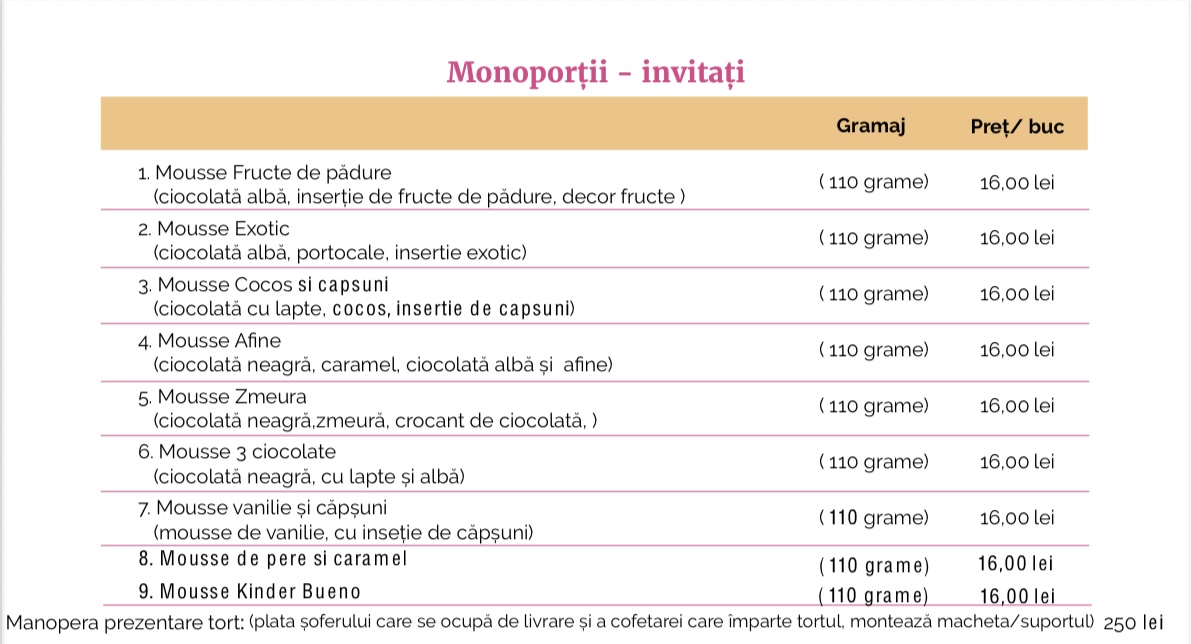 Monoporții - invitați
Gramaj Preț/ buc
1. Mousse Fructe de pădure
(ciocolată albă, inserție de fructe de pădure, decor fructe ) ( 110 grame) 16,00 lei
2. Mousse Exotic
(ciocolată albă, portocale, insertie exotic) ( 110 grame) 16,00 lei
3. Mousse Cocos si capsuni
(ciocolată cu lapte, cocos, insertie de capsuni) ( 110 grame) 16,00 lei
4. Mousse Afine
(ciocolată neagră, caramel, ciocolată albă și afine) ( 110 grame) 16,00 lei
5. Mousse Zmeura
(ciocolată neagră,zmeură, crocant de ciocolată, ) ( 110 grame) 16,00 lei
6. Mousse 3 ciocolate
(ciocolată neagră, cu lapte și albă) ( 110 grame) 16,00 lei
7. Mousse vanilie și căpșuni
(mousse de vanilie, cu inseție de căpșuni) ( 110 grame) 16,00 lei
8. Mousse de pere si caramel ( 110 grame) 16,00 lei
9. Mousse Kinder Bueno ( 110 grame) 16,00 lei
Manopera prezentare tort: (plata șoferului care se ocupă de livrare și a cofetarei care împarte tortul, montează macheta/suportul) 250 lei